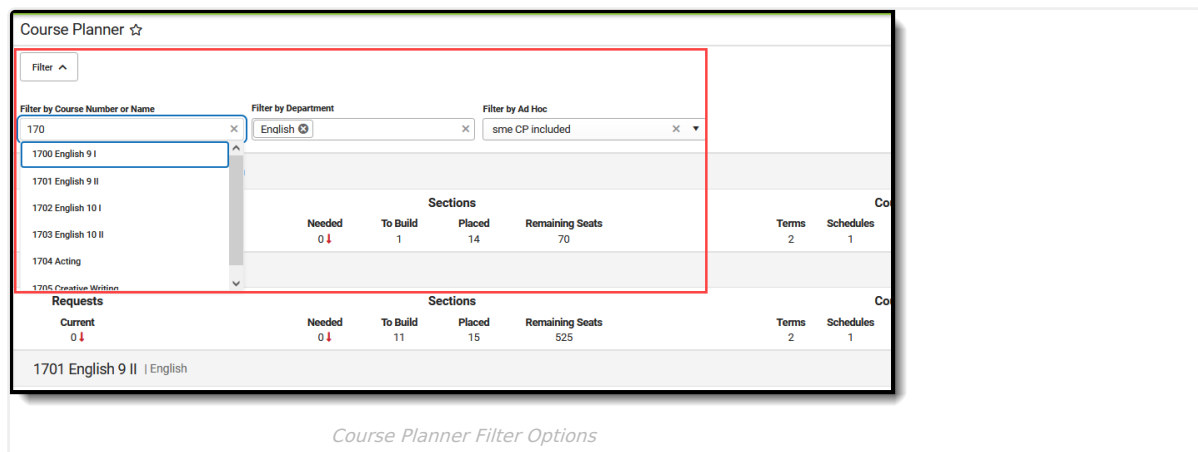 Course Planner
Filter
Filter by Course Number or Name Filter by Department Filter by Ad Hoc
170 English sme CP included
1700 English 9 I
1701 English 9 II
1702 English 10 I
1703 English 10 II
1704 Acting
1705 Creative Writing
Sections
Needed To Build Placed Remaining Seats Terms Schedules
0 1 14 70 2 1
Requests Sections
Current Needed To Build Placed Remaining Seats Terms Schedules
0 0 11 15 525 2 1
1701 English 9 II | English
Course Planner Filter Options